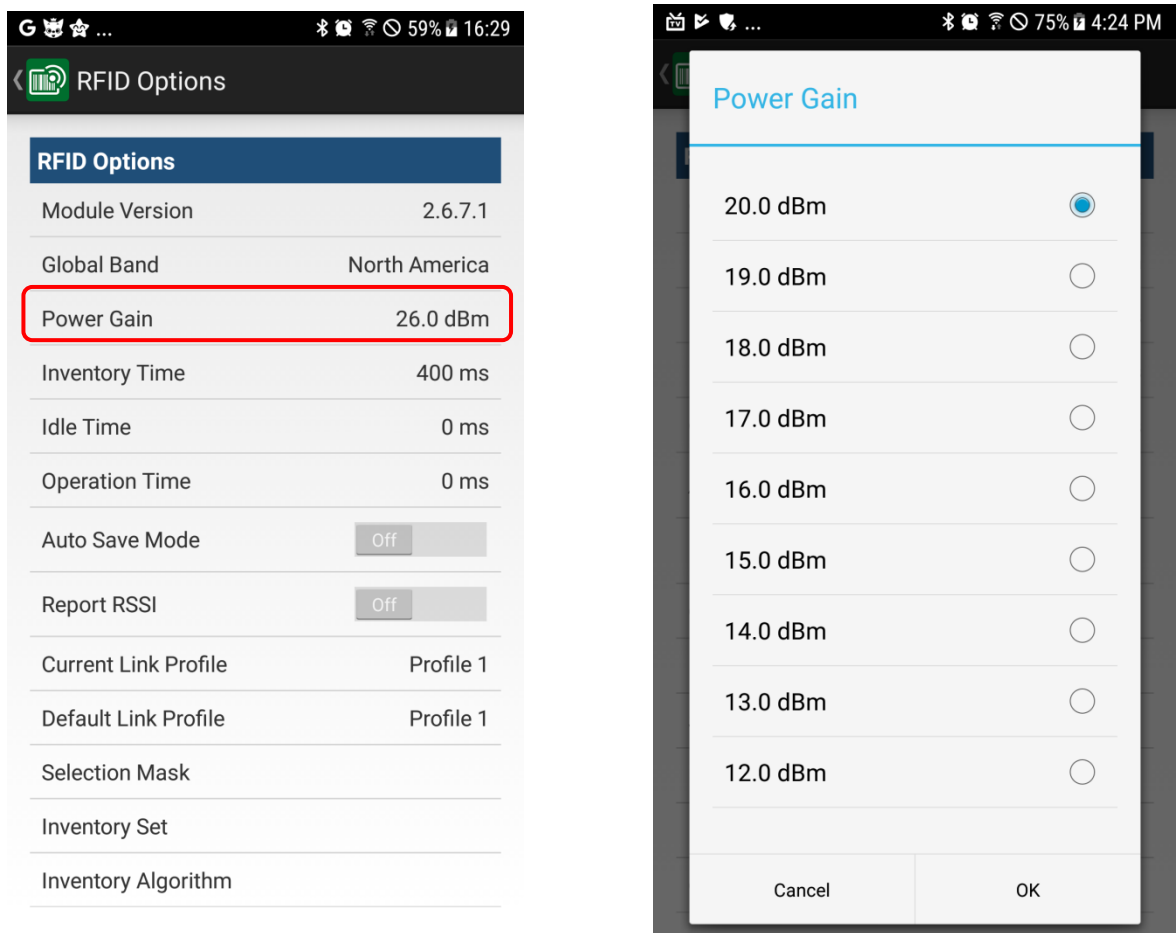 G ... 59% 16:29
RFID Options
RFID Options
Module Version 2.6.7.1
Global Band North America
Power Gain 26.0 dBm
Inventory Time 400 ms
Idle Time 0 ms
Operation Time 0 ms
Auto Save Mode Off
Report RSSI Off
Current Link Profile Profile 1
Default Link Profile Profile 1
Selection Mask
Inventory Set
Inventory Algorithm
TV ... 75% 4:24 PM
Power Gain
20.0 dBm
19.0 dBm
18.0 dBm
17.0 dBm
16.0 dBm
15.0 dBm
14.0 dBm
13.0 dBm
12.0 dBm
Cancel OK